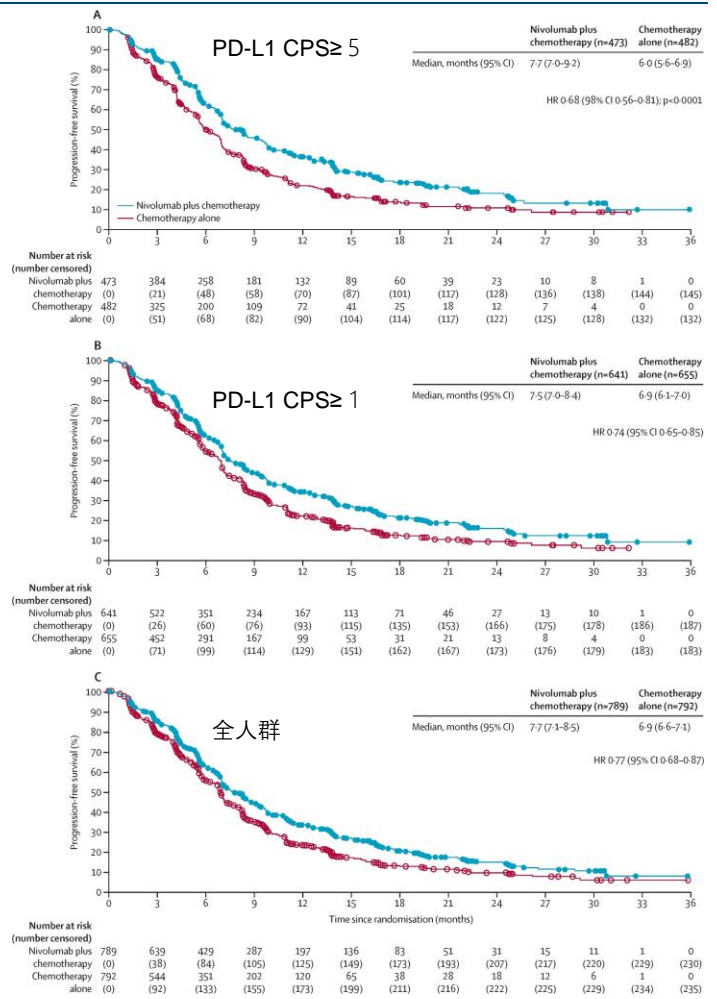 A
PD-L1 CPS≥ 5
Nivolumab plus chemotherapy (n=473)
Chemotherapy alone (n=482)
Median, months (95% CI) 7·7 (7·0–9·2) 6·0 (5·6–6·9)
HR 0·68 (98% CI 0·56–0·81); p<0·0001
Progression-free survival (%)
100
90
80
70
60
50
40
30
20
10
0
Nivolumab plus chemotherapy
Chemotherapy alone
0 3 6 9 12 15 18 21 24 27 30 33 36
Number at risk
(number censored)
Nivolumab plus 473 384 258 181 132 89 60 39 23 10 8 1 0
chemotherapy (0) (21) (48) (58) (70) (87) (101) (117) (128) (136) (138) (144) (145)
Chemotherapy 482 325 200 109 72 41 25 18 12 7 4 0 0
alone (0) (51) (68) (82) (90) (104) (114) (117) (122) (125) (128) (132) (132)
B
PD-L1 CPS≥ 1
Nivolumab plus chemotherapy (n=641)
Chemotherapy alone (n=655)
Median, months (95% CI) 7·5 (7·0–8·4) 6·9 (6·1–7·0)
HR 0·74 (95% CI 0·65–0·85)
Progression-free survival (%)
100
90
80
70
60
50
40
30
20
10
0
0 3 6 9 12 15 18 21 24 27 30 33 36
Number at risk
(number censored)
Nivolumab plus 641 522 351 234 167 113 71 46 27 13 10 1 0
chemotherapy (0) (26) (60) (76) (93) (115) (135) (153) (166) (175) (178) (186) (187)
Chemotherapy 655 452 291 167 99 53 31 21 13 8 4 0 0
alone (0) (71) (99) (114) (129) (151) (162) (167) (173) (176) (179) (183) (183)
C
全人群
Nivolumab plus chemotherapy (n=789)
Chemotherapy alone (n=792)
Median, months (95% CI) 7·7 (7·1–8·5) 6·9 (6·6–7·1)
HR 0·77 (95% CI 0·68–0·87)
Progression-free survival (%)
100
90
80
70
60
50
40
30
20
10
0
0 3 6 9 12 15 18 21 24 27 30 33 36
Time since randomisation (months)
Number at risk
(number censored)
Nivolumab plus 789 639 429 287 197 136 83 51 31 15 11 1 0
chemotherapy (0) (38) (84) (105) (125) (149) (173) (193) (207) (217) (220) (229) (230)
Chemotherapy 792 544 351 202 120 65 38 28 18 12 6 1 0
alone (0) (92) (133) (155) (173) (199) (211) (216) (222) (225) (229) (234) (235)